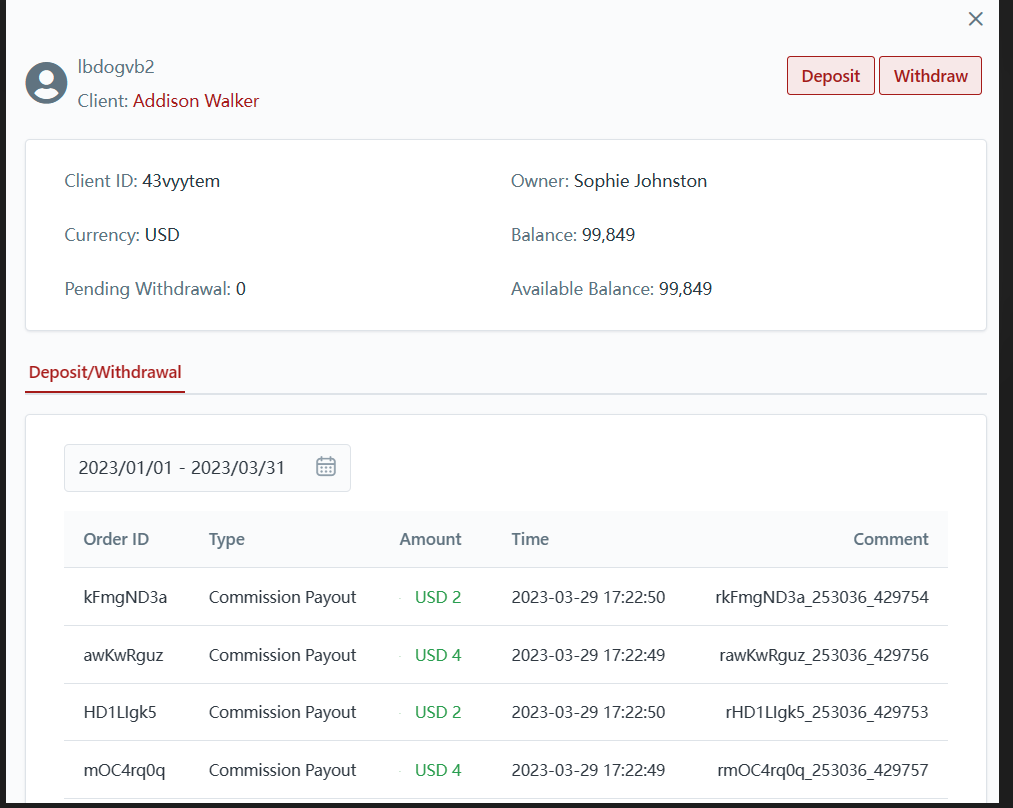 lbdogvb2
Client: Addison Walker
Deposit Withdraw
Client ID: 43vyytem Owner: Sophie Johnston
Currency: USD Balance: 99,849
Pending Withdrawal: 0 Available Balance: 99,849
Deposit/Withdrawal
2023/01/01 - 2023/03/31
Order ID Type Amount Time Comment
kFmgND3a Commission Payout USD 2 2023-03-29 17:22:50 rkFmgND3a_253036_429754
awKwRguz Commission Payout USD 4 2023-03-29 17:22:49 rawKwRguz_253036_429756
HD1LIgk5 Commission Payout USD 2 2023-03-29 17:22:50 rHD1LIgk5_253036_429753
mOC4rq0q Commission Payout USD 4 2023-03-29 17:22:49 rmOC4rq0q_253036_429757